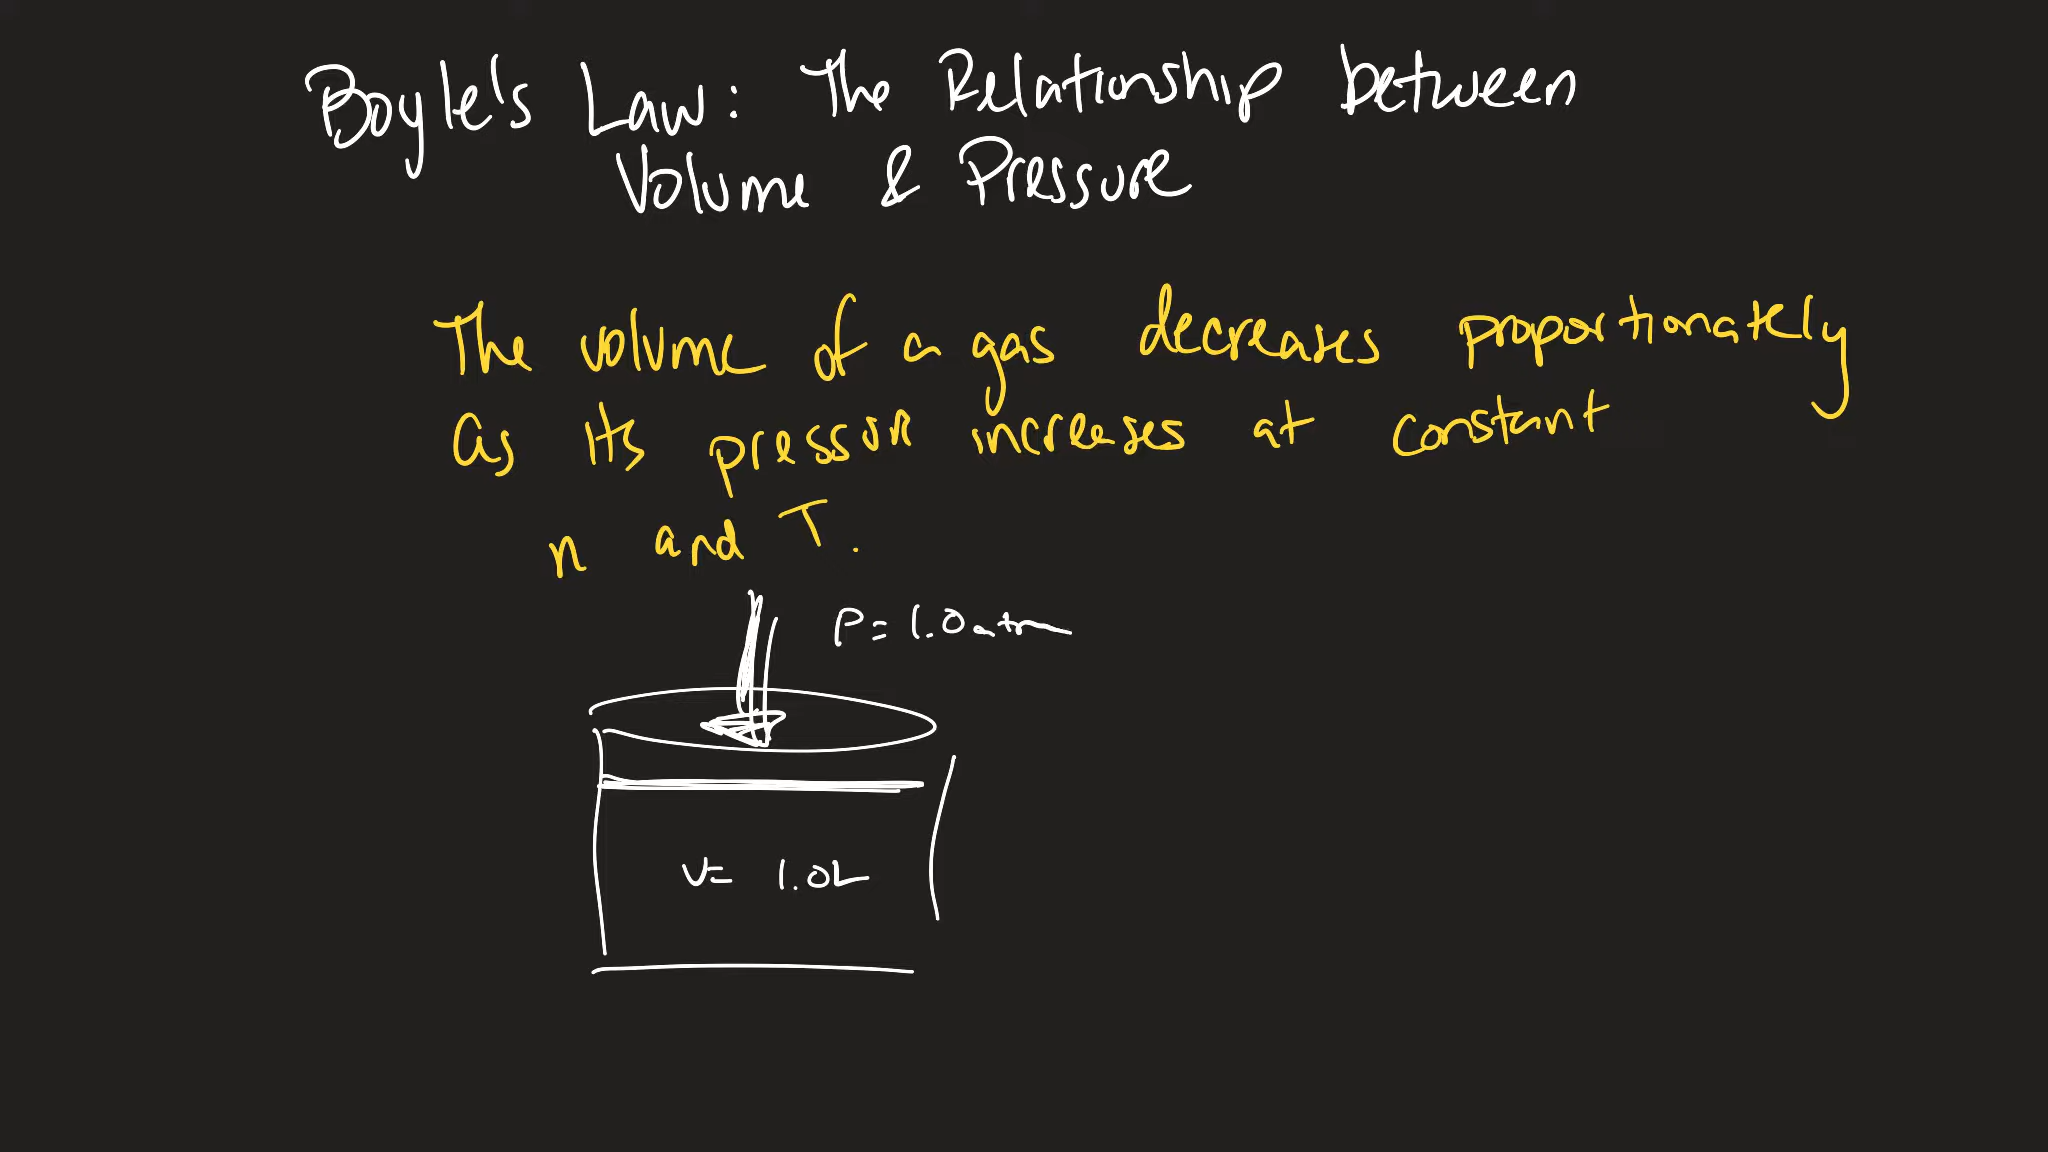 Boyle's Law: The Relationship between
Volume & Pressure
The volume of a gas decreases proportionately
as its pressure increases at constant
n and T.
P= 1.0 atm
V= 1.0L